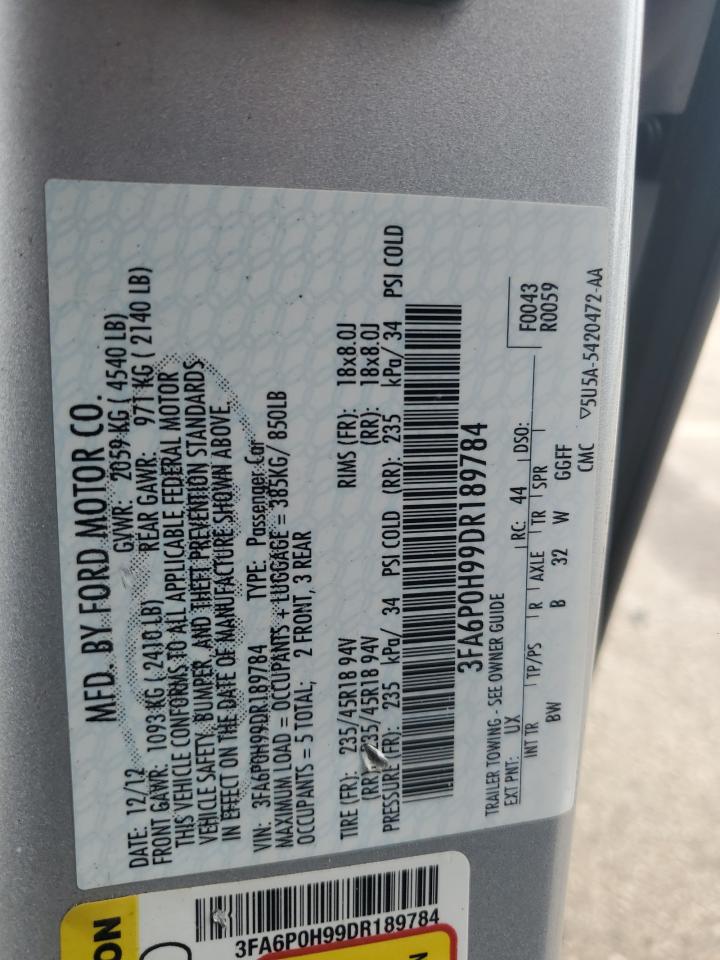 MFD. BY FORD MOTOR CO.
DATE: 12/12 GVWR: 2059 KG ( 4540 LB)
FRONT GAWR: 1093 KG ( 2410 LB) REAR GAWR: 971 KG ( 2140 LB)
THIS VEHICLE CONFORMS TO ALL APPLICABLE FEDERAL MOTOR
VEHICLE SAFETY, BUMPER, AND THEFT PREVENTION STANDARDS
IN EFFECT ON THE DATE OF MANUFACTURE SHOWN ABOVE.
VIN: 3FA6P0H99DR189784 TYPE: Passenger Car
MAXIMUM LOAD = OCCUPANTS + LUGGAGE = 385KG/ 850LB
OCCUPANTS = 5 TOTAL; 2 FRONT, 3 REAR
TIRE (FR): 235/45R18 94V RIMS (FR): 18x8.0J
(RR): 235/45R18 94V (RR): 18x8.0J
PRESSURE (FR): 235 kPa/ 34 PSI COLD (RR): 235 kPa/ 34 PSI COLD
3FA6P0H99DR189784
TRAILER TOWING - SEE OWNER GUIDE
EXT PNT: UX RC: 44 DSO: F0043
R0059
INT TR TP/PS R AXLE TR SPR
BW B 32 W GGFF
CMC ▽5U5A-5420472-AA
ON
3FA6P0H99DR189784
N